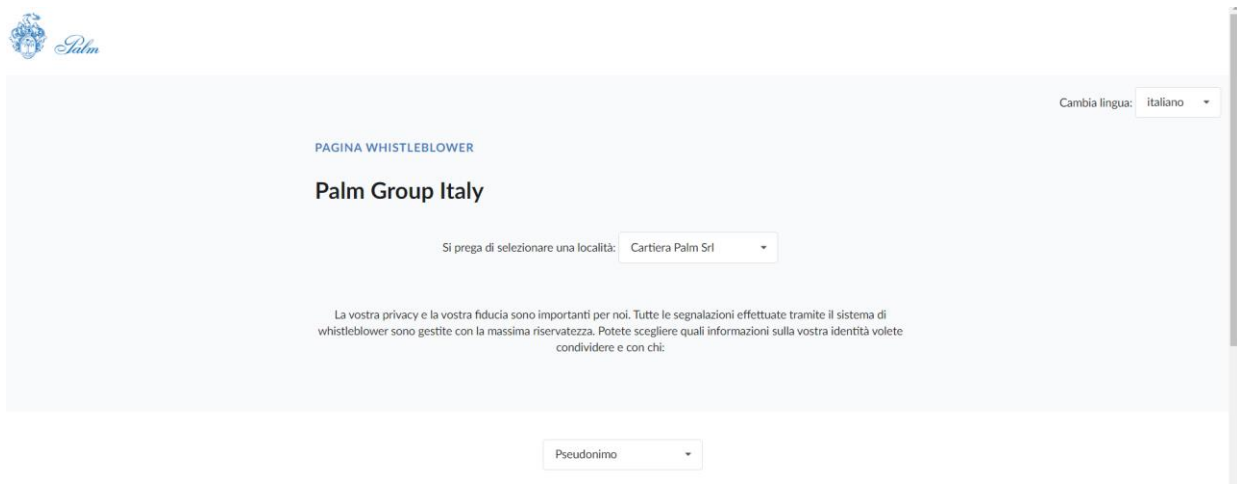 Palm
Cambia lingua: italiano
PAGINA WHISTLEBLOWER
Palm Group Italy
Si prega di selezionare una località: Cartiera Palm Srl
La vostra privacy e la vostra fiducia sono importanti per noi. Tutte le segnalazioni effettuate tramite il sistema di
whistleblower sono gestite con la massima riservatezza. Potete scegliere quali informazioni sulla vostra identità volete
condividere e con chi:
Pseudonimo